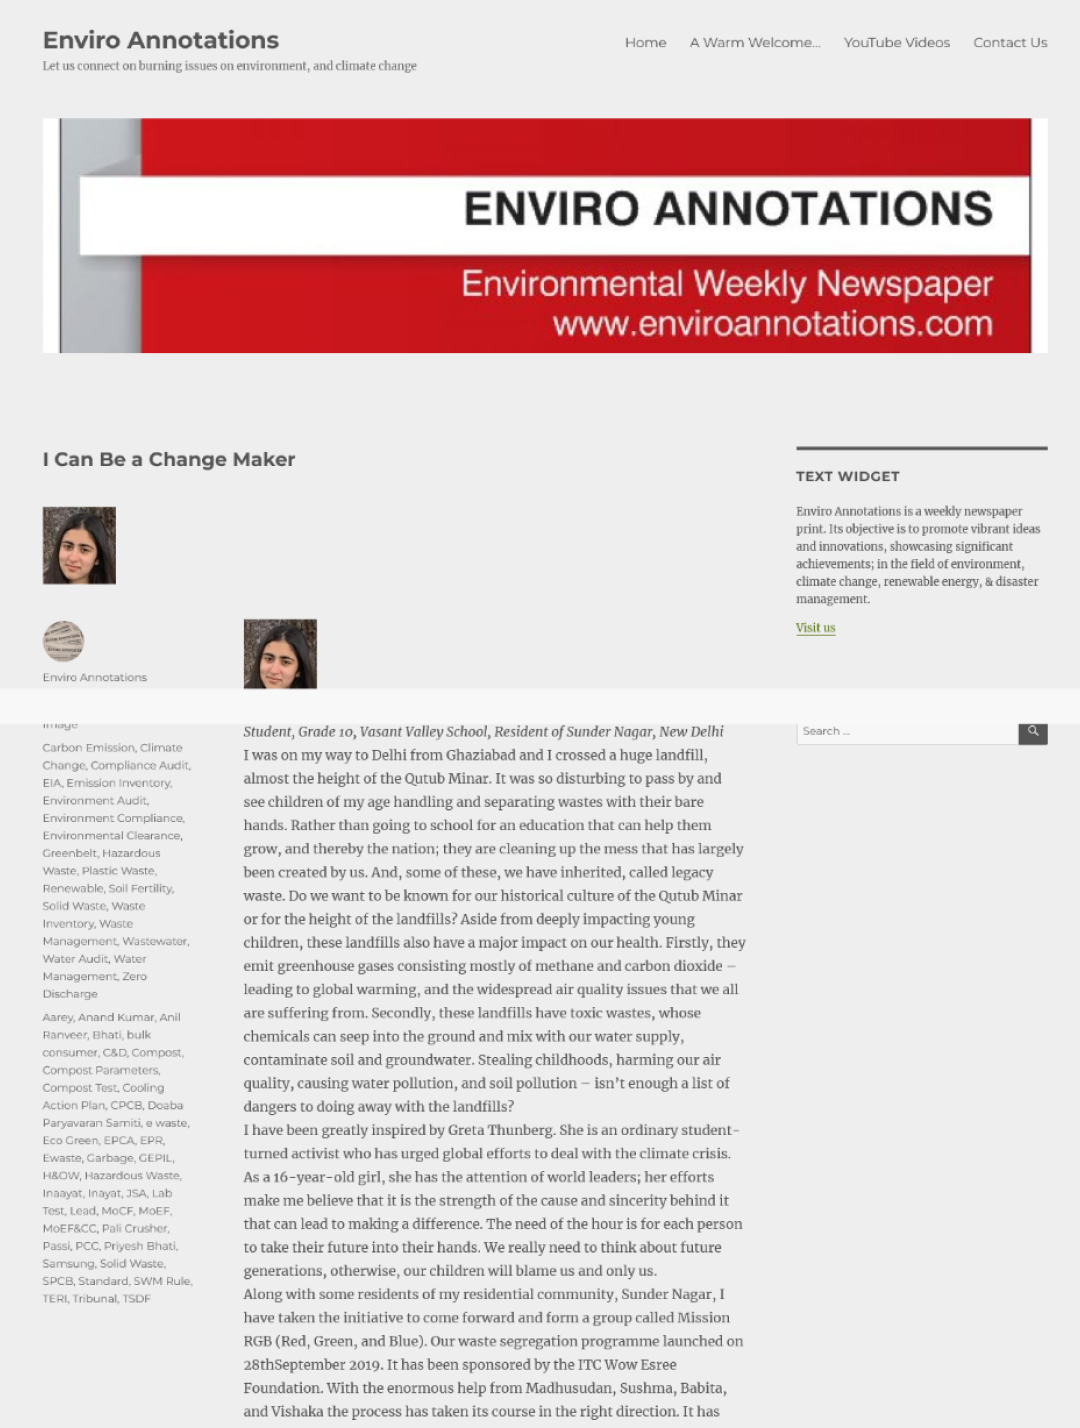 Enviro Annotations
Let us connect on burning issues on environment, and climate change
Home
A Warm Welcome...
YouTube Videos
Contact Us
ENVIRO ANNOTATIONS
Environmental Weekly Newspaper
www.enviroannotations.com
I Can Be a Change Maker
Enviro Annotations
Image
Carbon Emission, Climate
Change, Compliance Audit,
EIA, Emission Inventory,
Environment Audit,
Environment Compliance,
Environmental Clearance,
Greenbelt, Hazardous
Waste, Plastic Waste,
Renewable, Soil Fertility,
Solid Waste, Waste
Inventory, Waste
Management, Wastewater,
Water Audit, Water
Management, Zero
Discharge
Aarey, Anand Kumar, Anil
Ranveer, Bhati, bulk
consumer, C&D, Compost,
Compost Parameters,
Compost Test, Cooling
Action Plan, CPCB, Doaba
Paryavaran Samiti, e waste,
Eco Green, EPCA, EPR,
Ewaste, Garbage, GEPIL,
H&OW, Hazardous Waste,
Inaayat, Inayat, JSA, Lab
Test, Lead, MoCF, MoEF,
MoEF&CC, Pali Crusher,
Passi, PCC, Priyesh Bhati,
Samsung, Solid Waste,
SPCB, Standard, SWM Rule,
TERI, Tribunal, TSDF
Student, Grade 10, Vasant Valley School, Resident of Sunder Nagar, New Delhi
I was on my way to Delhi from Ghaziabad and I crossed a huge landfill,
almost the height of the Qutub Minar. It was so disturbing to pass by and
see children of my age handling and separating wastes with their bare
hands. Rather than going to school for an education that can help them
grow, and thereby the nation; they are cleaning up the mess that has largely
been created by us. And, some of these, we have inherited, called legacy
waste. Do we want to be known for our historical culture of the Qutub Minar
or for the height of the landfills? Aside from deeply impacting young
children, these landfills also have a major impact on our health. Firstly, they
emit greenhouse gases consisting mostly of methane and carbon dioxide –
leading to global warming, and the widespread air quality issues that we all
are suffering from. Secondly, these landfills have toxic wastes, whose
chemicals can seep into the ground and mix with our water supply,
contaminate soil and groundwater. Stealing childhoods, harming our air
quality, causing water pollution, and soil pollution – isn’t enough a list of
dangers to doing away with the landfills?
I have been greatly inspired by Greta Thunberg. She is an ordinary student-
turned activist who has urged global efforts to deal with the climate crisis.
As a 16-year-old girl, she has the attention of world leaders; her efforts
make me believe that it is the strength of the cause and sincerity behind it
that can lead to making a difference. The need of the hour is for each person
to take their future into their hands. We really need to think about future
generations, otherwise, our children will blame us and only us.
Along with some residents of my residential community, Sunder Nagar, I
have taken the initiative to come forward and form a group called Mission
RGB (Red, Green, and Blue). Our waste segregation programme launched on
28thSeptember 2019. It has been sponsored by the ITC Wow Esree
Foundation. With the enormous help from Madhusudan, Sushma, Babita,
and Vishaka the process has taken its course in the right direction. It has
TEXT WIDGET
Enviro Annotations is a weekly newspaper
print. Its objective is to promote vibrant ideas
and innovations, showcasing significant
achievements; in the field of environment,
climate change, renewable energy, & disaster
management.
Visit us
Search ...